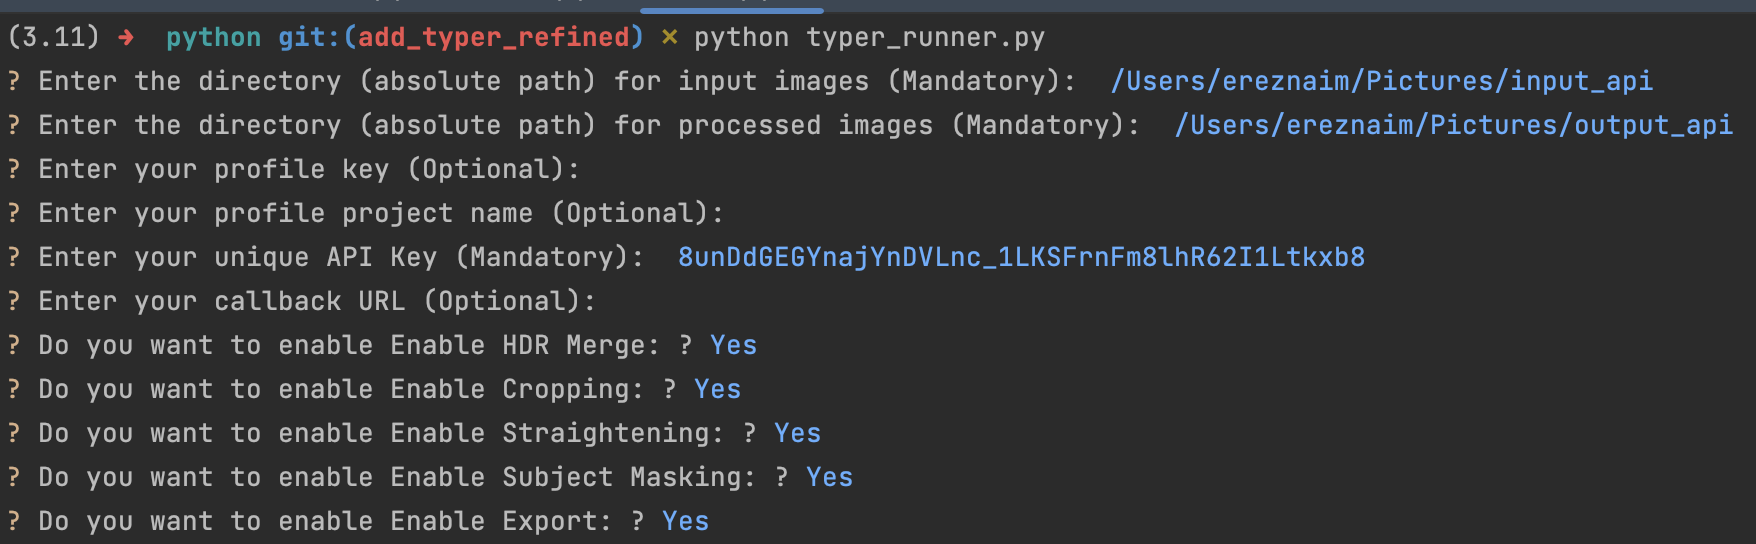 (3.11) ➜ python git:(add_typer_refined) ✗ python typer_runner.py
? Enter the directory (absolute path) for input images (Mandatory): /Users/ereznaim/Pictures/input_api
? Enter the directory (absolute path) for processed images (Mandatory): /Users/ereznaim/Pictures/output_api
? Enter your profile key (Optional):
? Enter your profile project name (Optional):
? Enter your unique API Key (Mandatory): 8unDdGEGYnajYnDVLnc_1LKSFrnFm8lhR62I1Ltkxb8
? Enter your callback URL (Optional):
? Do you want to enable Enable HDR Merge: ? Yes
? Do you want to enable Enable Cropping: ? Yes
? Do you want to enable Enable Straightening: ? Yes
? Do you want to enable Enable Subject Masking: ? Yes
? Do you want to enable Enable Export: ? Yes